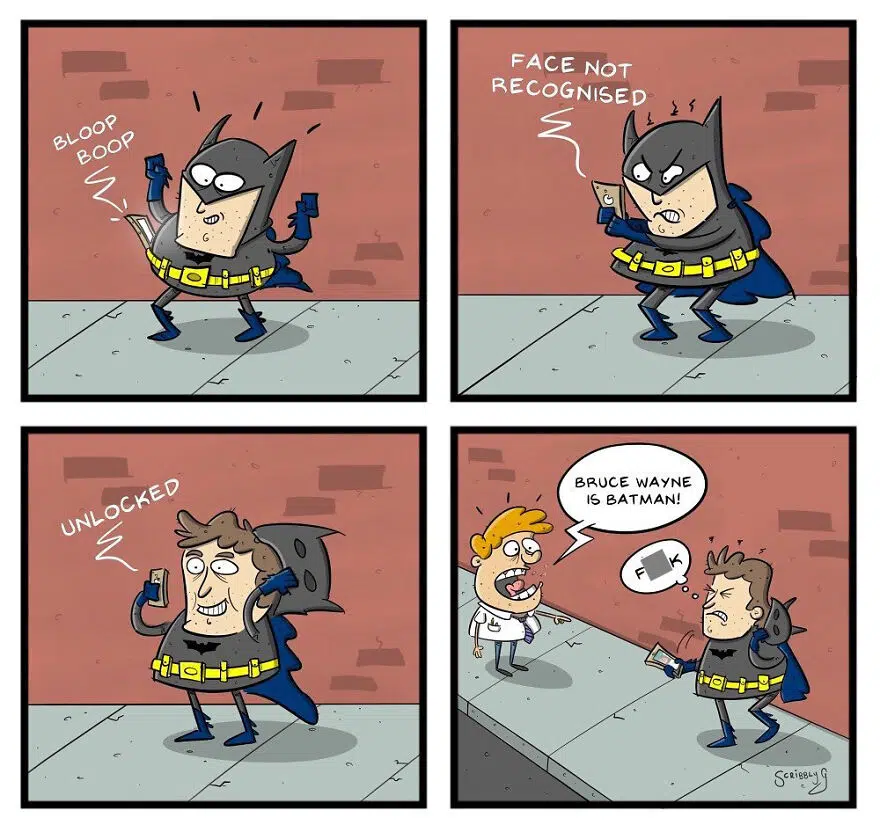 BLOOP
BOOP
FACE NOT
RECOGNISED
UNLOCKED
BRUCE WAYNE
IS BATMAN!
F K
SCRIBBLY G